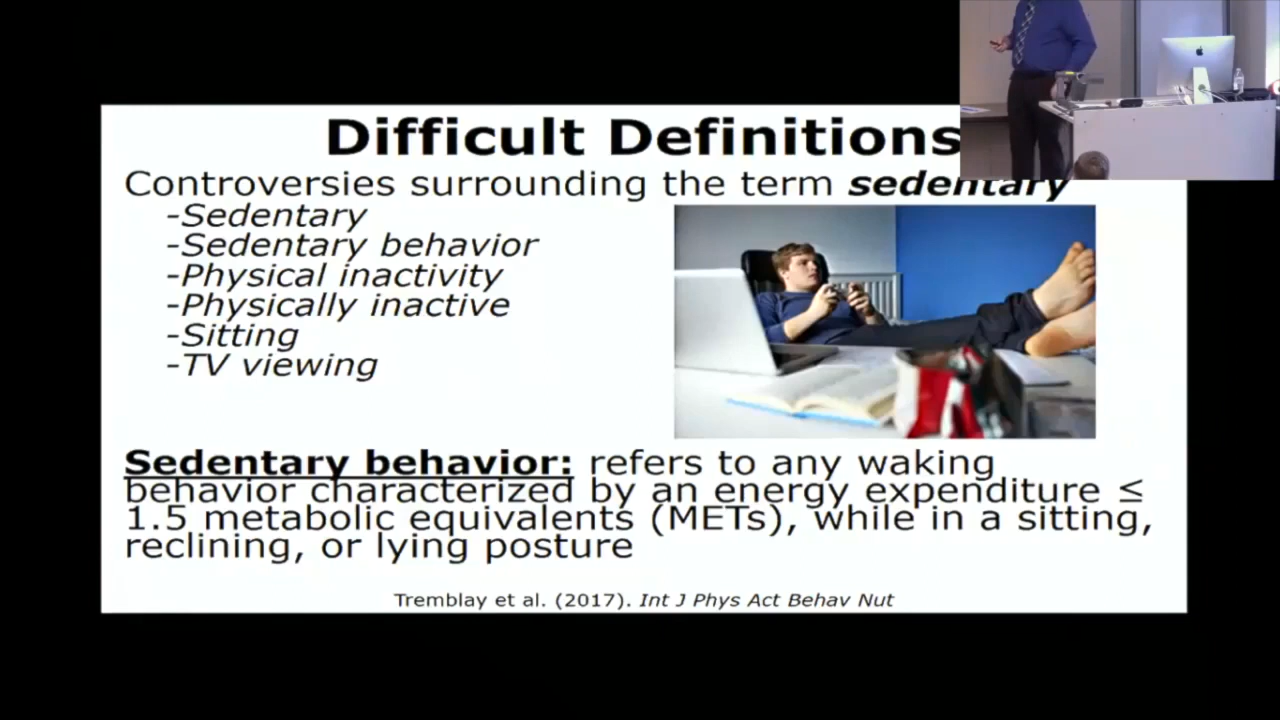 Difficult Definitions
Controversies surrounding the term sedentary
-Sedentary
-Sedentary behavior
-Physical inactivity
-Physically inactive
-Sitting
-TV viewing
Sedentary behavior: refers to any waking
behavior characterized by an energy expenditure ≤
1.5 metabolic equivalents (METs), while in a sitting,
reclining, or lying posture
Tremblay et al. (2017). Int J Phys Act Behav Nut